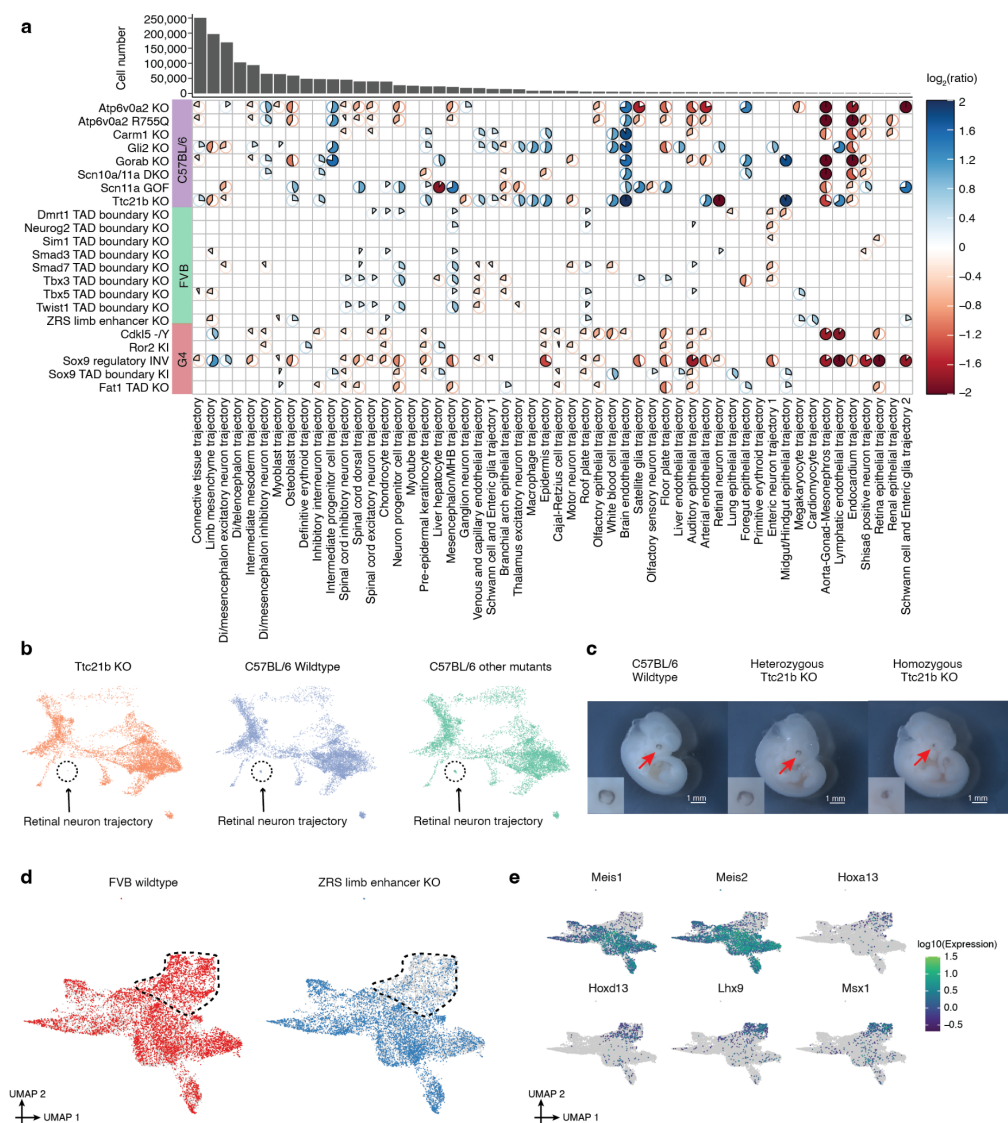 a
250,000
200,000
150,000
100,000
50,000
0
Cell number
C57BL/6
Atp6v0a2 KO
Atp6v0a2 R755Q
Carm1 KO
Gli2 KO
Gorab KO
Scn10a/11a DKO
Scn11a GOF
Ttc21b KO
FVB
Dmrt1 TAD boundary KO
Neurog2 TAD boundary KO
Sim1 TAD boundary KO
Smad3 TAD boundary KO
Smad7 TAD boundary KO
Tbx3 TAD boundary KO
Tbx5 TAD boundary KO
Twist1 TAD boundary KO
ZRS limb enhancer KO
G4
Cdkl5 -/Y
Ror2 KI
Sox9 regulatory INV
Sox9 TAD boundary KI
Fat1 TAD KO
log2(ratio)
2
1.6
1.2
0.8
0.4
0
−0.4
−0.8
−1.2
−1.6
−2
Connective tissue trajectory
Limb mesenchyme trajectory
Di/mesencephalon excitatory neuron trajectory
Di/telencephalon trajectory
Intermediate mesoderm trajectory
Di/mesencephalon inhibitory neuron trajectory
Myoblast trajectory
Osteoblast trajectory
Definitive erythroid trajectory
Inhibitory interneuron trajectory
Intermediate progenitor cell trajectory
Spinal cord inhibitory neuron trajectory
Spinal cord dorsal trajectory
Spinal cord excitatory neuron trajectory
Chondrocyte trajectory
Neuron progenitor cell trajectory
Myotube trajectory
Pre-epidermal keratinocyte trajectory
Liver hepatocyte trajectory
Mesencephalon/MHB trajectory
Ganglion neuron trajectory
Venous and capillary endothelial trajectory
Schwann cell and Enteric glia trajectory 1
Branchial arch epithelial trajectory
Thalamus excitatory neuron trajectory
Macrophage trajectory
Epidermis trajectory
Cajal-Retzius cell trajectory
Motor neuron trajectory
Roof plate trajectory
Olfactory epithelial trajectory
White blood cell trajectory
Brain endothelial trajectory
Satellite glia trajectory
Olfactory sensory neuron trajectory
Floor plate trajectory
Liver endothelial trajectory
Auditory epithelial trajectory
Arterial endothelial trajectory
Retinal neuron trajectory
Lung epithelial trajectory
Foregut epithelial trajectory
Primitive erythroid trajectory
Enteric neuron trajectory 1
Midgut/Hindgut epithelial trajectory
Megakaryocyte trajectory
Cardiomyocyte trajectory
Aorta-Gonad-Mesonephros trajectory
Lymphatic endothelial trajectory
Endocardium trajectory
Shisa6 positive neuron trajectory
Retina epithelial trajectory
Renal epithelial trajectory
Schwann cell and Enteric glia trajectory 2
b
Ttc21b KO
C57BL/6 Wildtype
C57BL/6 other mutants
Retinal neuron trajectory
Retinal neuron trajectory
Retinal neuron trajectory
c
C57BL/6
Wildtype
Heterozygous
Ttc21b KO
Homozygous
Ttc21b KO
1 mm
1 mm
1 mm
d
FVB wildtype
ZRS limb enhancer KO
UMAP 2
UMAP 1
e
Meis1
Meis2
Hoxa13
Hoxd13
Lhx9
Msx1
log10(Expression)
1.5
1.0
0.5
0.0
−0.5
UMAP 2
UMAP 1